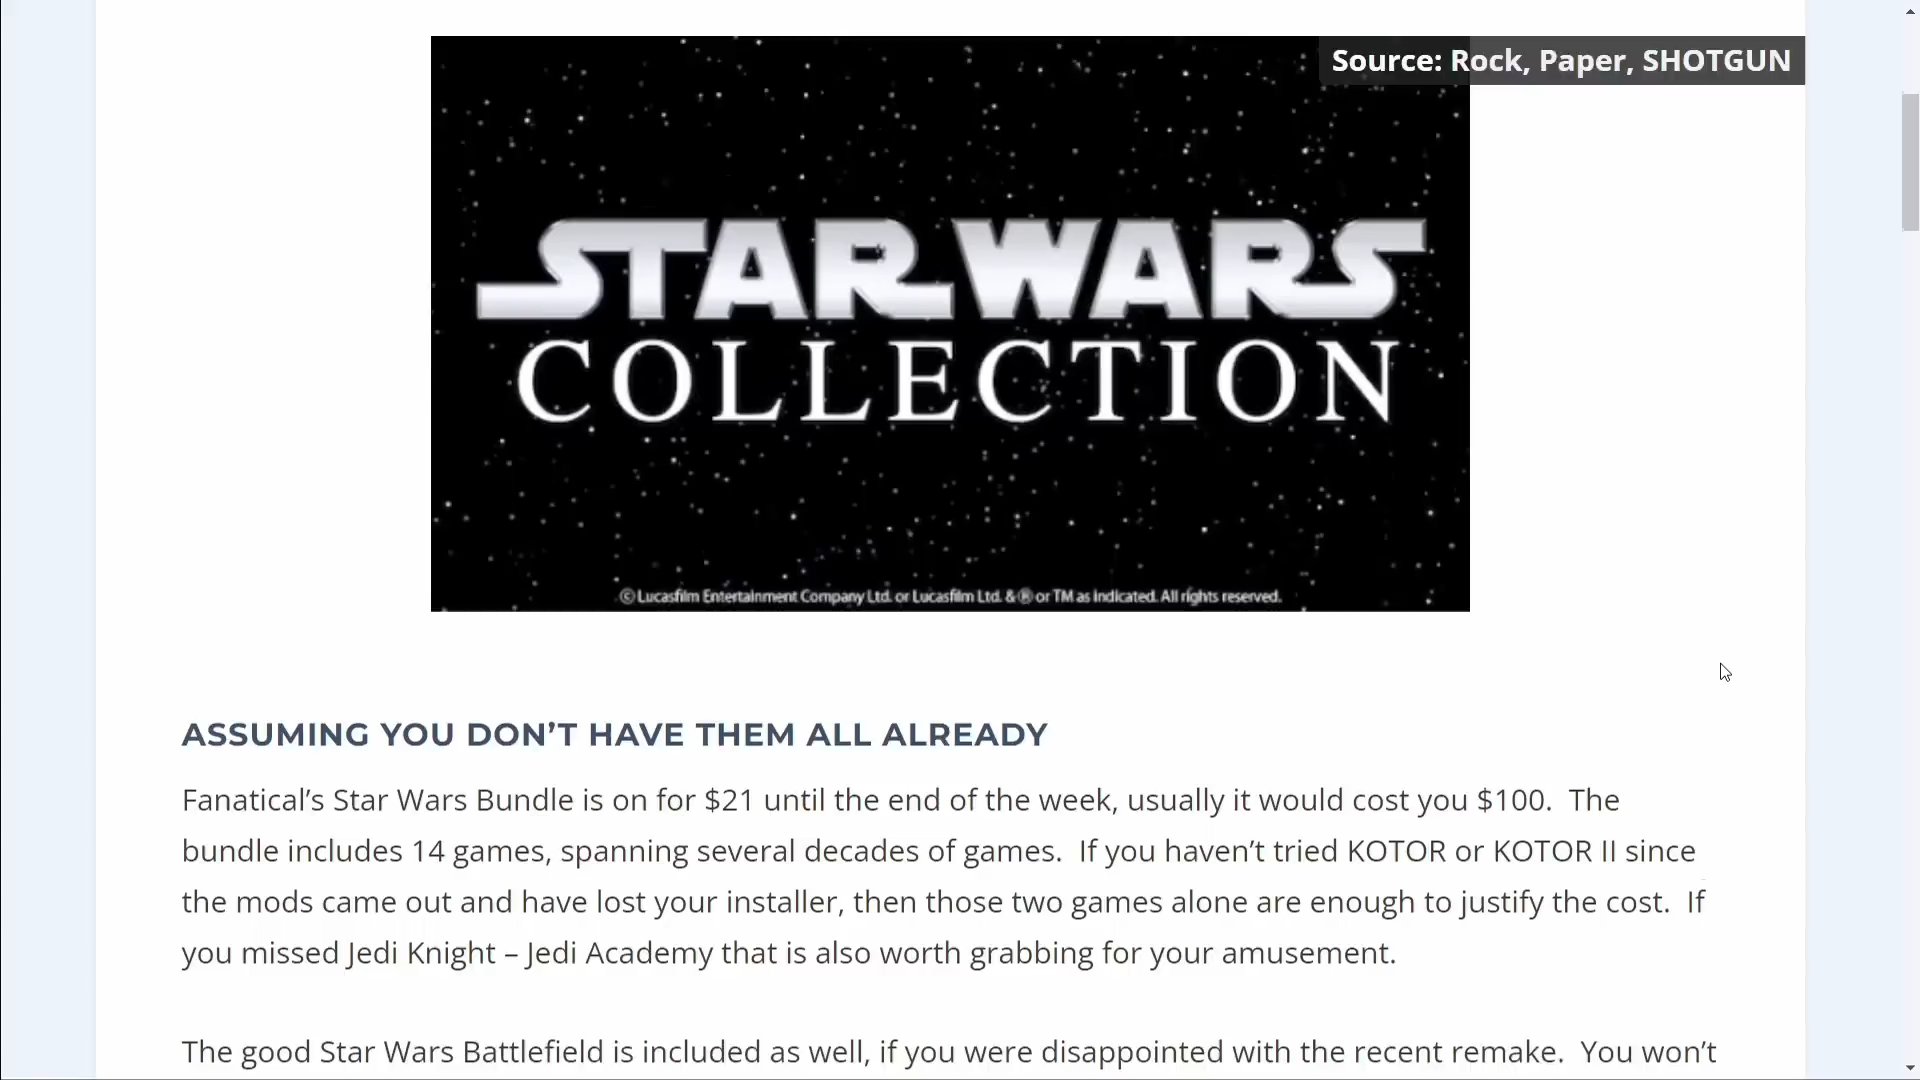 Source: Rock, Paper, SHOTGUN
STAR WARS
COLLECTION
© Lucasfilm Entertainment Company Ltd. or Lucasfilm Ltd. & ® or TM as indicated. All rights reserved.
ASSUMING YOU DON’T HAVE THEM ALL ALREADY
Fanatical’s Star Wars Bundle is on for $21 until the end of the week, usually it would cost you $100.  The
bundle includes 14 games, spanning several decades of games.  If you haven’t tried KOTOR or KOTOR II since
the mods came out and have lost your installer, then those two games alone are enough to justify the cost.  If
you missed Jedi Knight – Jedi Academy that is also worth grabbing for your amusement.
The good Star Wars Battlefield is included as well, if you were disappointed with the recent remake.  You won’t